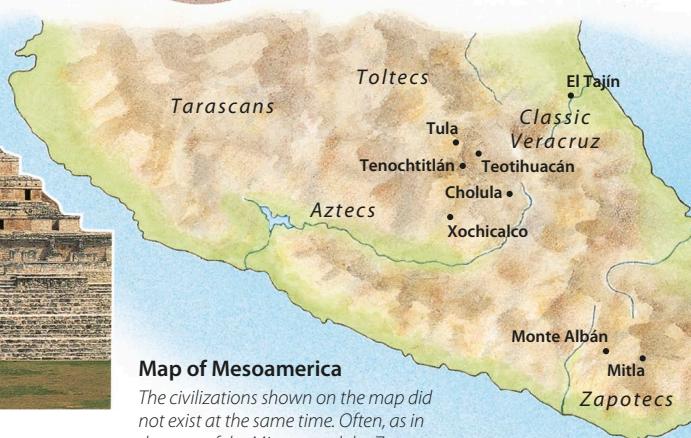 El Tajín
Toltecs
Tarascans
Classic
Veracruz
Tula
Tenochtitlán
Teotihuacán
Cholula
Aztecs
Xochicalco
Monte Albán
Mitla
Zapotecs
Map of Mesoamerica
The civilizations shown on the map did
not exist at the same time. Often, as in